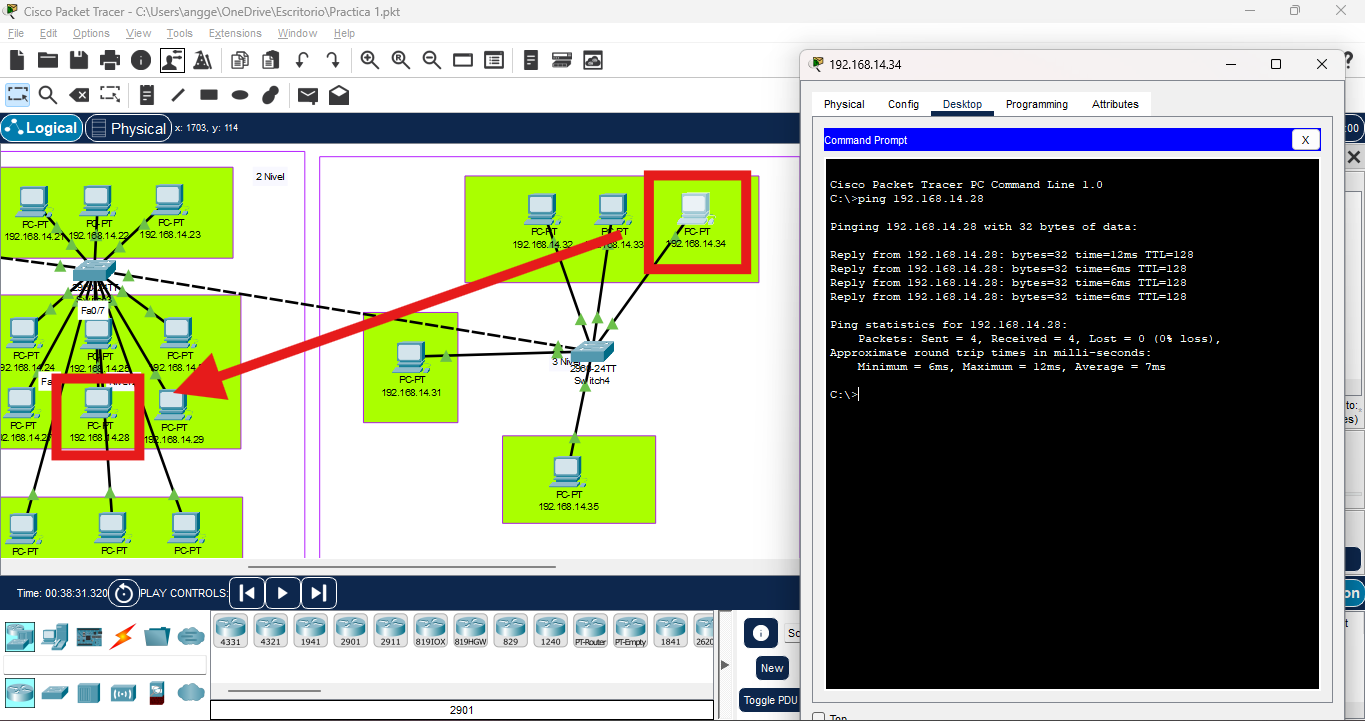 Cisco Packet Tracer - C:\Users\angge\OneDrive\Escritorio\Practica 1.pkt
File Edit Options View Tools Extensions Window Help
Logical
Physical
x: 1703, y: 114
2 Nivel
PC-PT
192.168.14.21
PC-PT
192.168.14.22
PC-PT
192.168.14.23
Fa0/7
PC-PT
PC-PT
PC-PT
PC-PT
PC-PT
192.168.14.28
PC-PT
192.168.14.29
PC-PT
PC-PT
PC-PT
PC-PT
192.168.14.32
PC-PT
192.168.14.33
PC-PT
192.168.14.34
PC-PT
192.168.14.31
3 Nivel
2960-24TT
Switch4
PC-PT
192.168.14.35
Time: 00:38:31.320
PLAY CONTROLS:
4331 4321 1941 2901 2911 819IOX 819HGW 829 1240 PT-Router PT-Empty 1841 2620
2901
New
Toggle PDU
192.168.14.34
Physical Config Desktop Programming Attributes
Command Prompt
X
Cisco Packet Tracer PC Command Line 1.0
C:\>ping 192.168.14.28
Pinging 192.168.14.28 with 32 bytes of data:
Reply from 192.168.14.28: bytes=32 time=12ms TTL=128
Reply from 192.168.14.28: bytes=32 time=6ms TTL=128
Reply from 192.168.14.28: bytes=32 time=6ms TTL=128
Reply from 192.168.14.28: bytes=32 time=6ms TTL=128
Ping statistics for 192.168.14.28:
Packets: Sent = 4, Received = 4, Lost = 0 (0% loss),
Approximate round trip times in milli-seconds:
Minimum = 6ms, Maximum = 12ms, Average = 7ms
C:\>
Top